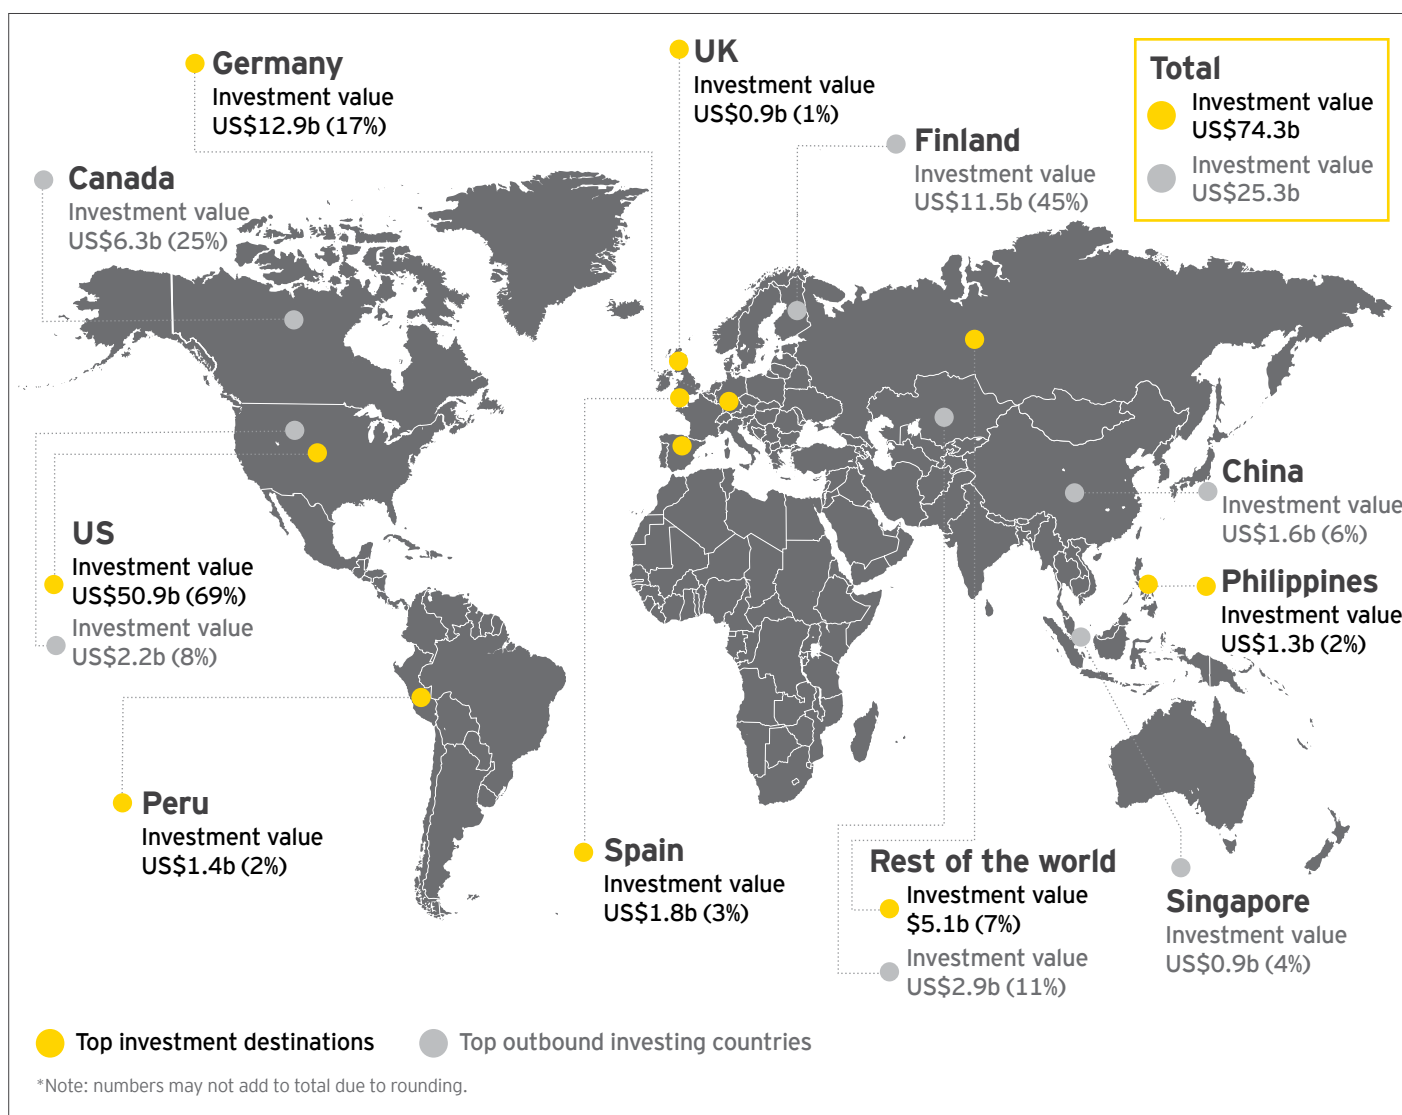 Germany
Investment value
US$12.9b (17%)
UK
Investment value
US$0.9b (1%)
Total
Investment value
US$74.3b
Investment value
US$25.3b
Finland
Investment value
US$11.5b (45%)
Canada
Investment value
US$6.3b (25%)
China
Investment value
US$1.6b (6%)
US
Investment value
US$50.9b (69%)
Investment value
US$2.2b (8%)
Philippines
Investment value
US$1.3b (2%)
Peru
Investment value
US$1.4b (2%)
Spain
Investment value
US$1.8b (3%)
Rest of the world
Investment value
$5.1b (7%)
Investment value
US$2.9b (11%)
Singapore
Investment value
US$0.9b (4%)
Top investment destinations
Top outbound investing countries
*Note: numbers may not add to total due to rounding.